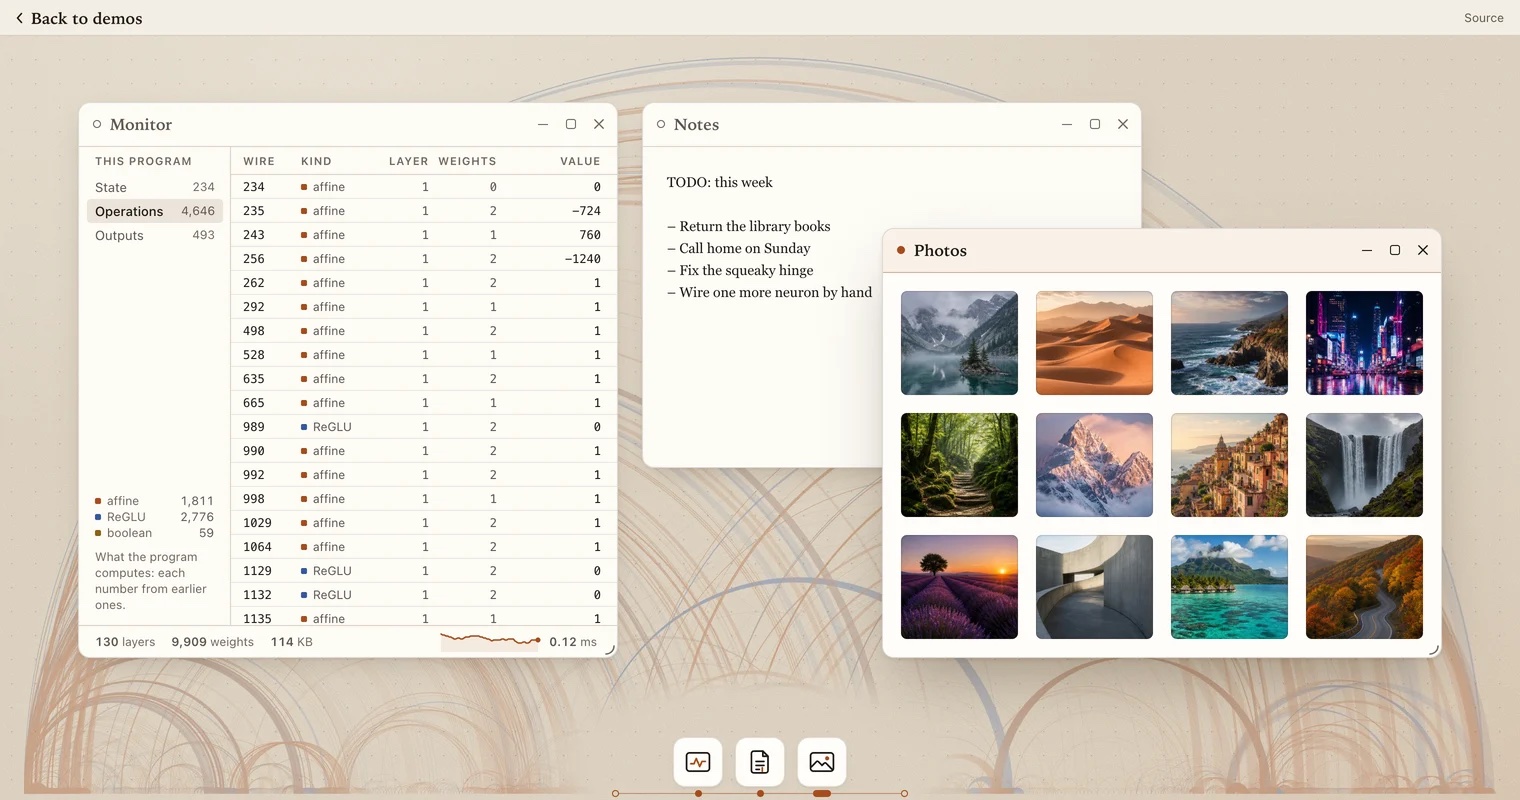 Back to demos
Source
Monitor
THIS PROGRAM
State 234
Operations 4,646
Outputs 493
affine 1,811
ReGLU 2,776
boolean 59
What the program
computes: each
number from earlier
ones.
WIRE KIND LAYER WEIGHTS VALUE
234 affine 1 0 0
235 affine 1 2 −724
243 affine 1 1 760
256 affine 1 2 −1240
262 affine 1 2 1
292 affine 1 1 1
498 affine 1 2 1
528 affine 1 1 1
635 affine 1 2 1
665 affine 1 1 1
989 ReGLU 1 2 0
990 affine 1 2 1
992 affine 1 2 1
998 affine 1 1 1
1029 affine 1 2 1
1064 affine 1 2 1
1129 ReGLU 1 2 0
1132 ReGLU 1 2 0
1135 affine 1 1 1
130 layers 9,909 weights 114 KB 0.12 ms
Notes
TODO: this week
– Return the library books
– Call home on Sunday
– Fix the squeaky hinge
– Wire one more neuron by hand
Photos